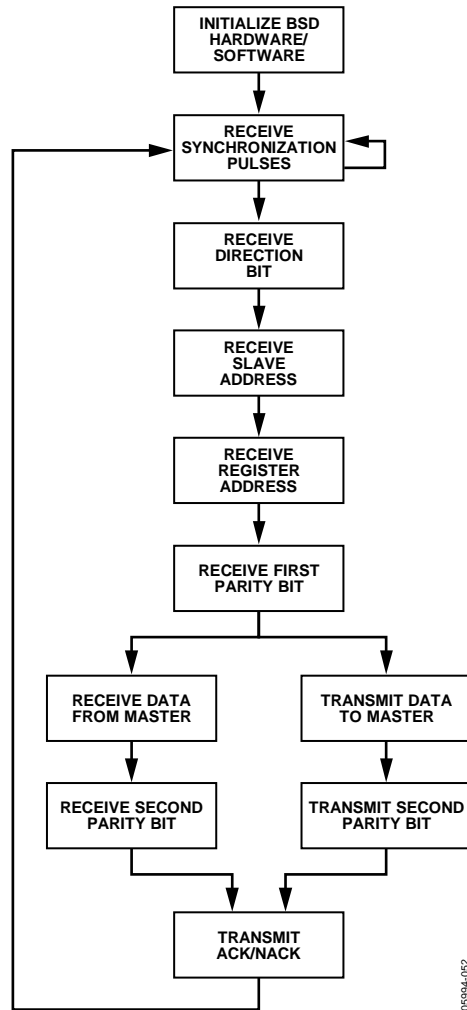 INITIALIZE BSD
HARDWARE/
SOFTWARE
RECEIVE
SYNCHRONIZATION
PULSES
RECEIVE
DIRECTION
BIT
RECEIVE
SLAVE
ADDRESS
RECEIVE
REGISTER
ADDRESS
RECEIVE FIRST
PARITY BIT
RECEIVE DATA
FROM MASTER
TRANSMIT DATA
TO MASTER
RECEIVE SECOND
PARITY BIT
TRANSMIT SECOND
PARITY BIT
TRANSMIT
ACK/NACK
05994-052